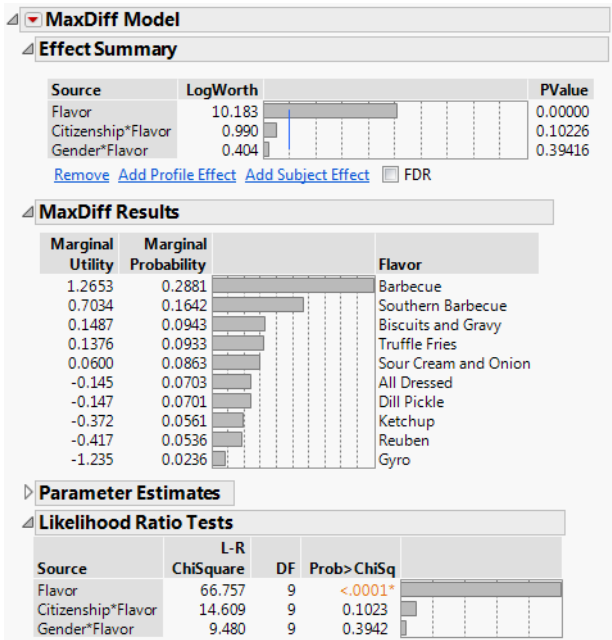 MaxDiff Model
Effect Summary
Source LogWorth PValue
Flavor 10.183 0.00000
Citizenship*Flavor 0.990 0.10226
Gender*Flavor 0.404 0.39416
Remove Add Profile Effect Add Subject Effect FDR
MaxDiff Results
Marginal Marginal
Utility Probability Flavor
1.2653 0.2881 Barbecue
0.7034 0.1642 Southern Barbecue
0.1487 0.0943 Biscuits and Gravy
0.1376 0.0933 Truffle Fries
0.0600 0.0863 Sour Cream and Onion
-0.145 0.0703 All Dressed
-0.147 0.0701 Dill Pickle
-0.372 0.0561 Ketchup
-0.417 0.0536 Reuben
-1.235 0.0236 Gyro
Parameter Estimates
Likelihood Ratio Tests
L-R
Source ChiSquare DF Prob>ChiSq
Flavor 66.757 9 <.0001*
Citizenship*Flavor 14.609 9 0.1023
Gender*Flavor 9.480 9 0.3942